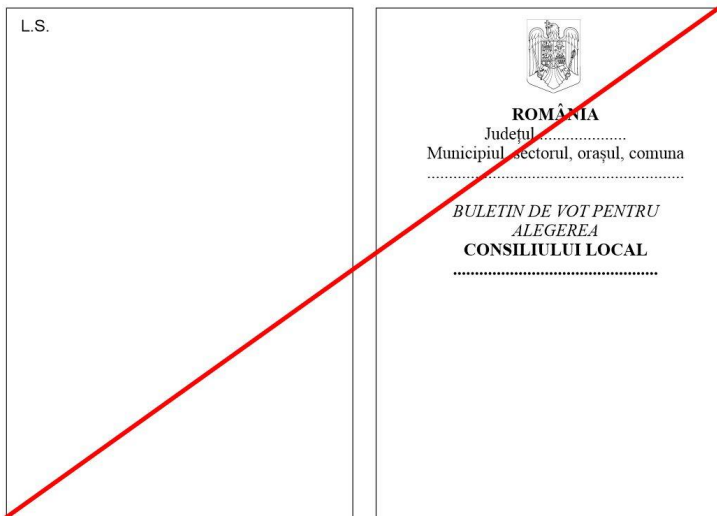 L.S.
ROMÂNIA
Județul....................
Municipiul, sectorul, orașul, comuna
...........................................................
BULETIN DE VOT PENTRU
ALEGEREA
CONSILIULUI LOCAL
...............................................